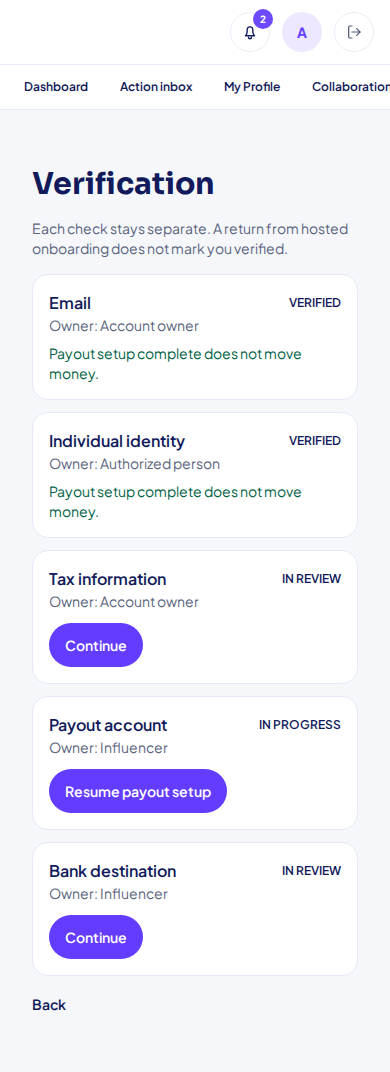 2
A
Dashboard Action inbox My Profile Collaboration
Verification
Each check stays separate. A return from hosted
onboarding does not mark you verified.
Email VERIFIED
Owner: Account owner
Payout setup complete does not move
money.
Individual identity VERIFIED
Owner: Authorized person
Payout setup complete does not move
money.
Tax information IN REVIEW
Owner: Account owner
Continue
Payout account IN PROGRESS
Owner: Influencer
Resume payout setup
Bank destination IN REVIEW
Owner: Influencer
Continue
Back